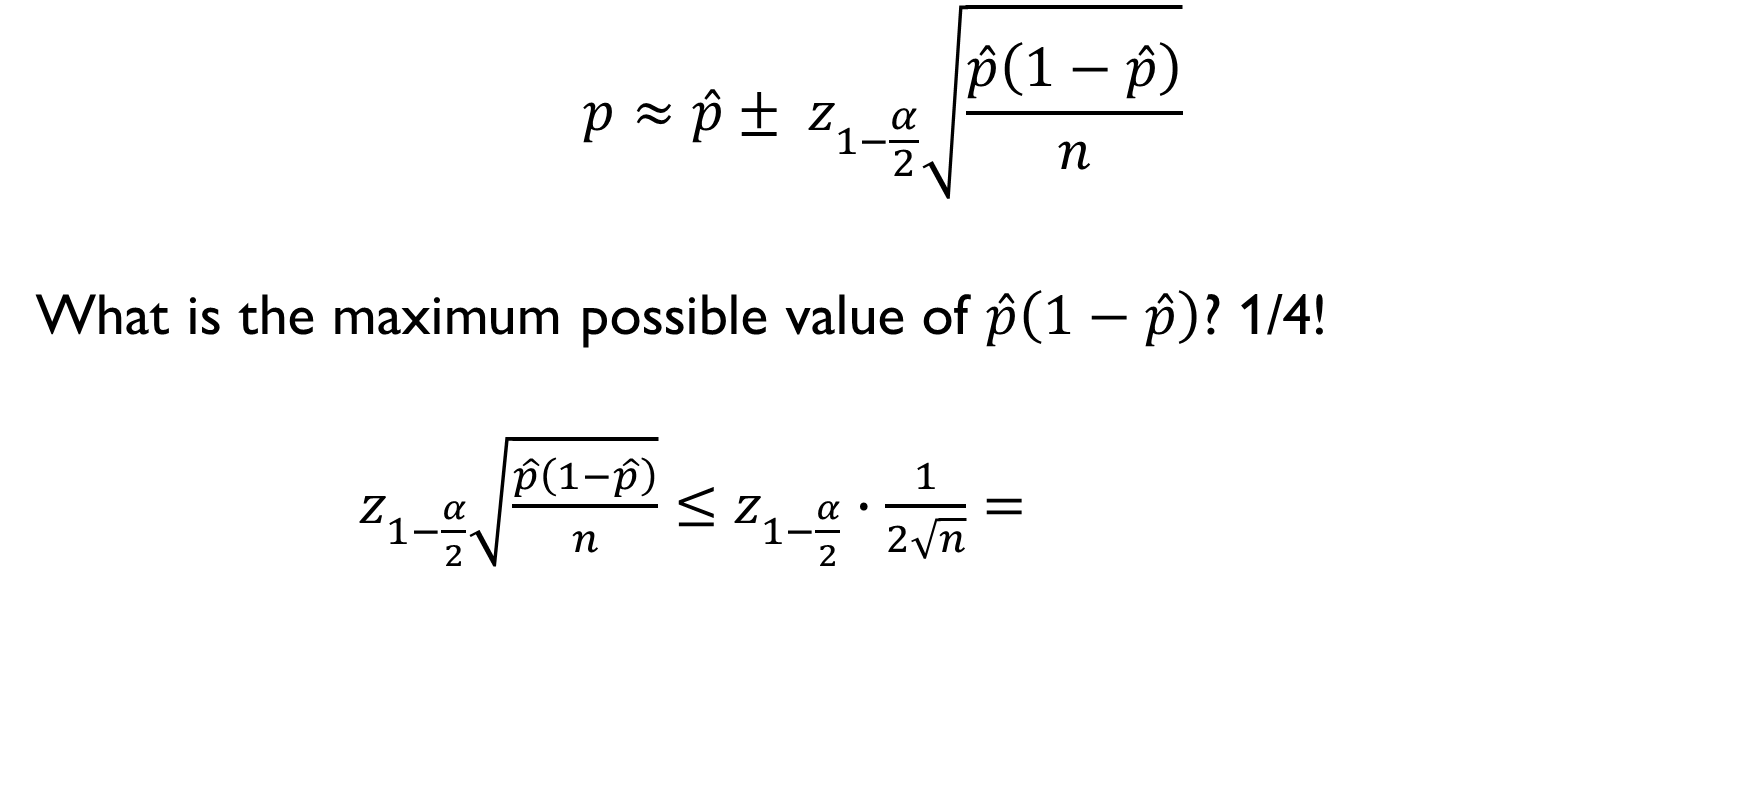 p ≈ p̂ ± z_{1−α/2} √(p̂(1 − p̂)/n)
What is the maximum possible value of p̂(1 − p̂)? 1/4!
z_{1−α/2} √(p̂(1−p̂)/n) ≤ z_{1−α/2} · 1/(2√n) =